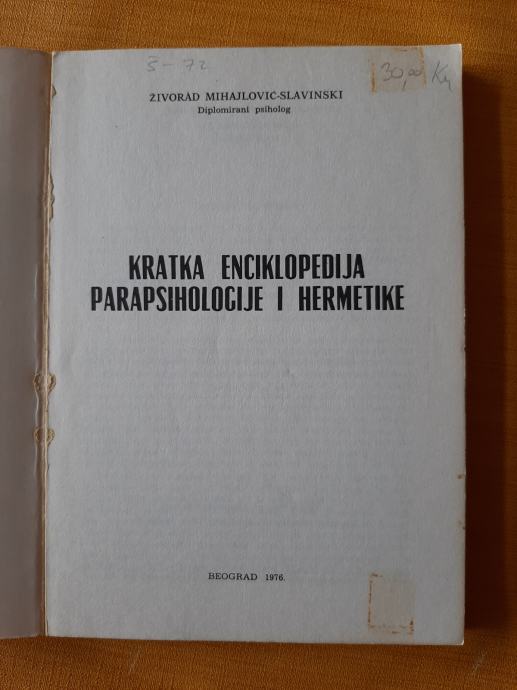 Š-72
30,00 Kn
ŽIVORAD MIHAJLOVIĆ-SLAVINSKI
Diplomirani psiholog
KRATKA ENCIKLOPEDIJA
PARAPSIHOLOGIJE I HERMETIKE
BEOGRAD 1976.